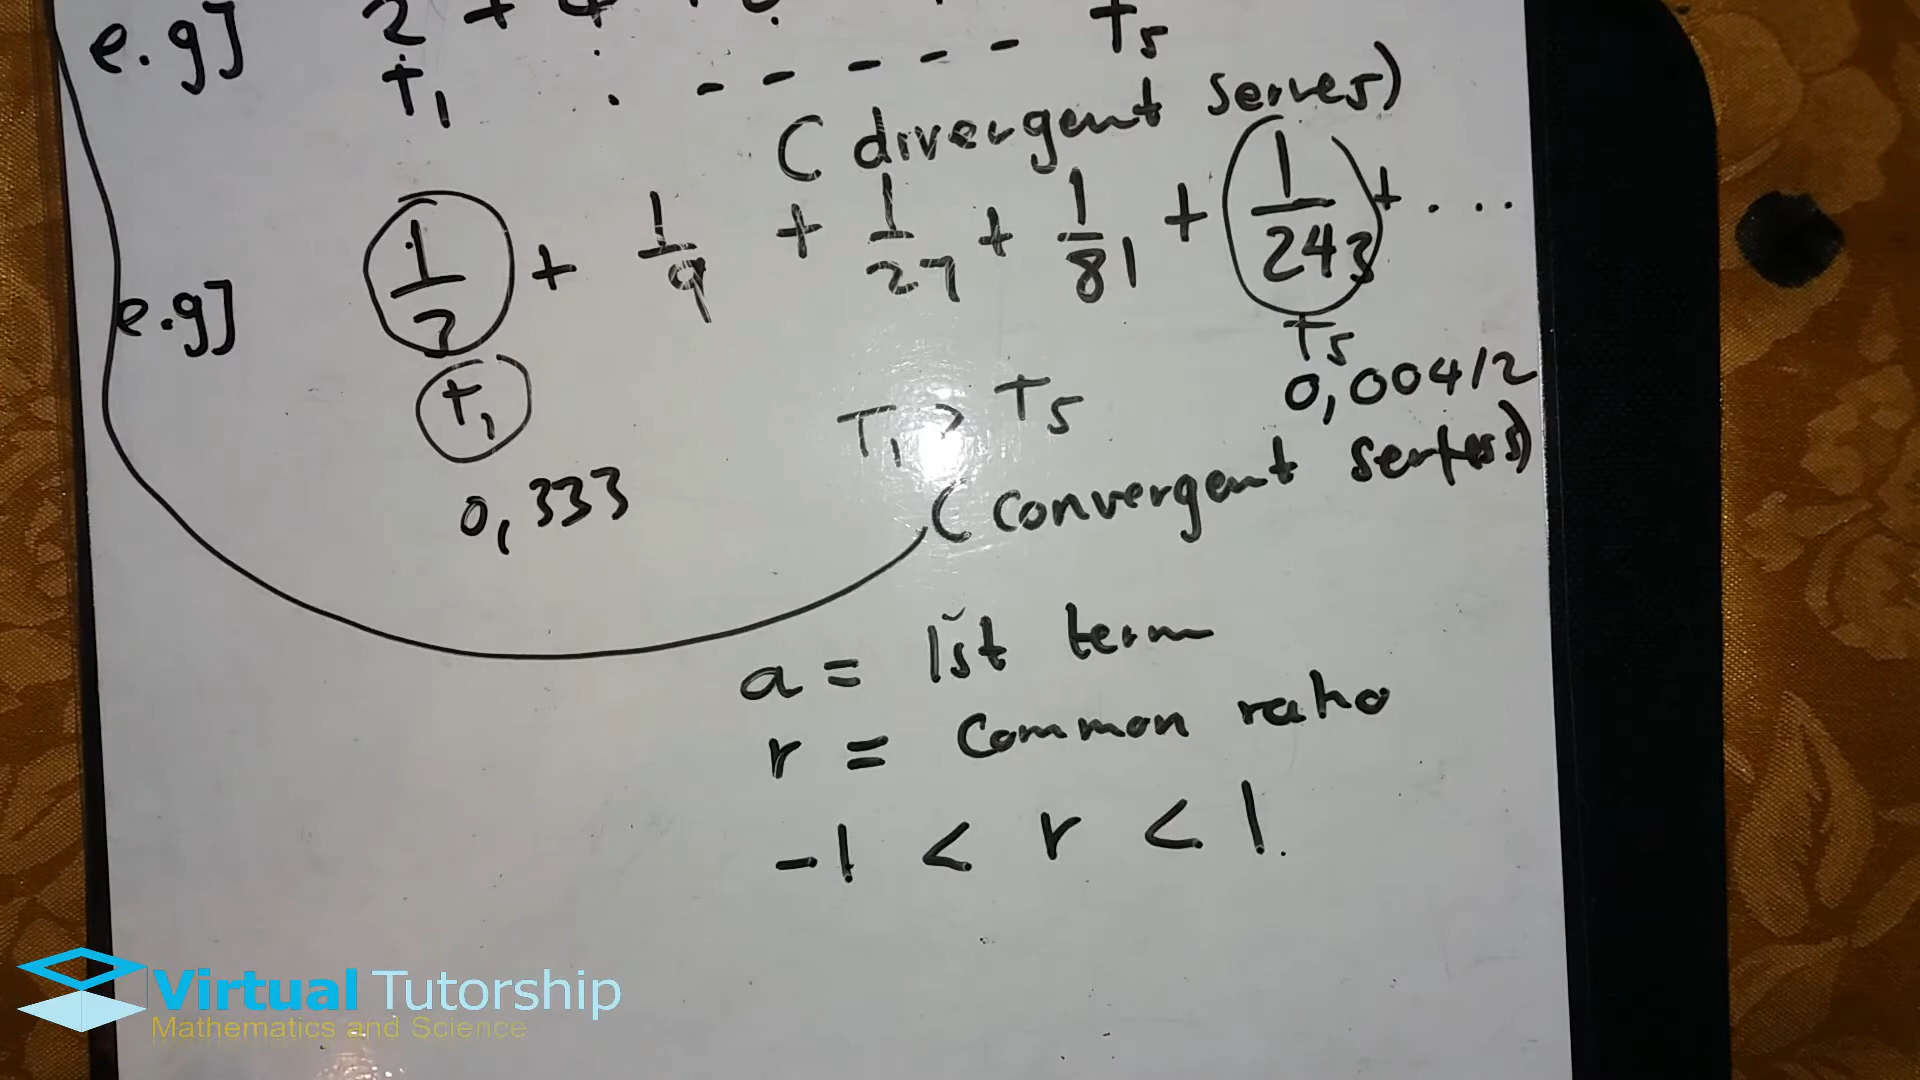 e.g] 2 + 4
T1 . - - - - - T5
(divergent series)
e.g] 1/3 + 1/9 + 1/27 + 1/81 + 1/243 + ...
T1 T5
0,333 T1 > T5 0,00412
(convergent series)
a = 1st term
r = common ratio
-1 < r < 1
Virtual Tutorship
Mathematics and Science